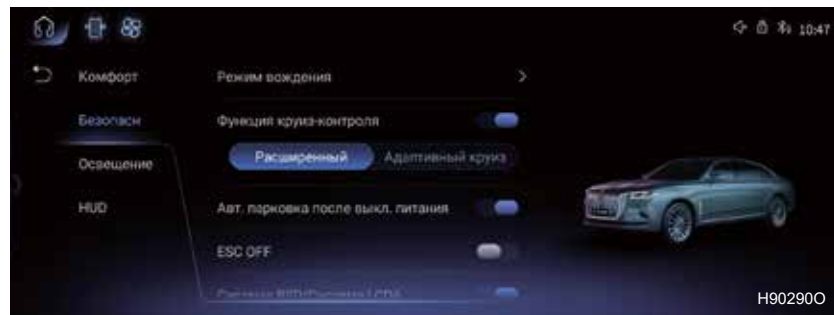 10:47
Комфорт
Режим вождения
Безопасн
Функция круиз-контроля
Расширенный
Адаптивный круиз
Освещение
HUD
Авт. парковка после выкл. питания
ESC OFF
H90290O